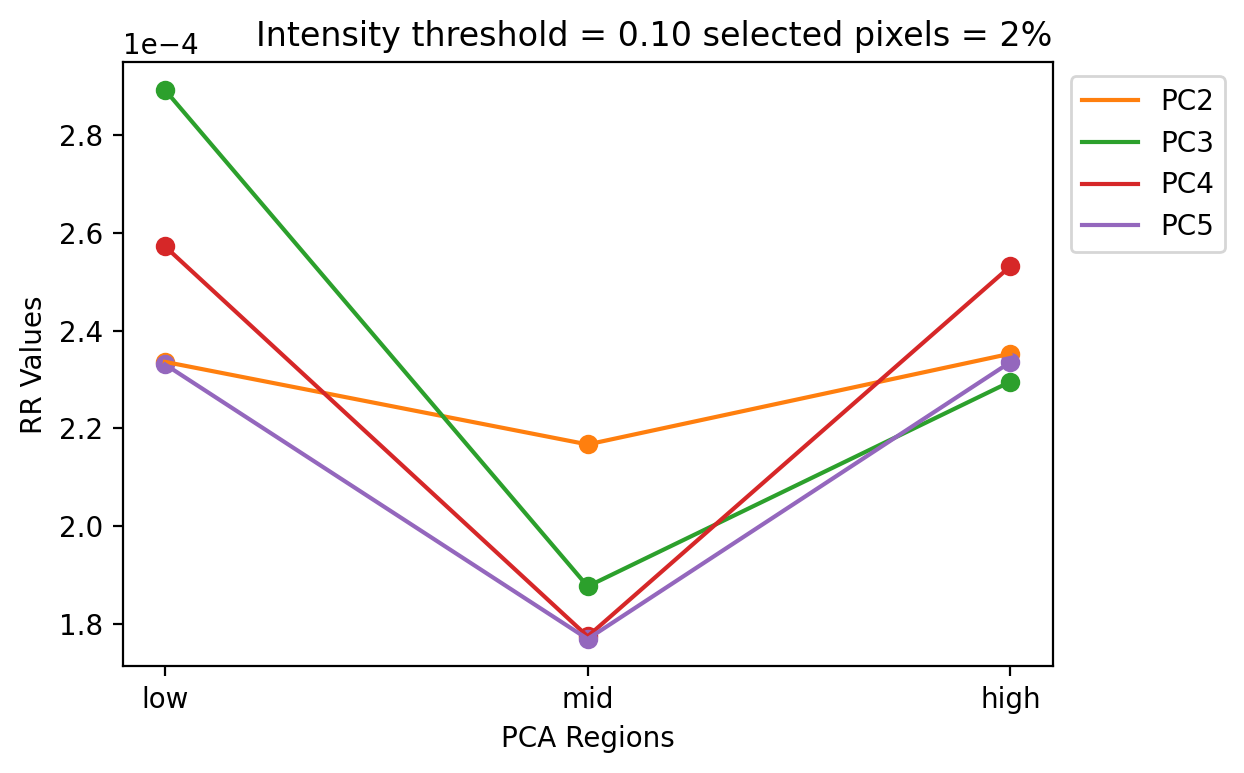 Intensity threshold = 0.10 selected pixels = 2%
1e−4
2.8
2.6
2.4
2.2
2.0
1.8
RR Values
low
mid
high
PCA Regions
PC2
PC3
PC4
PC5